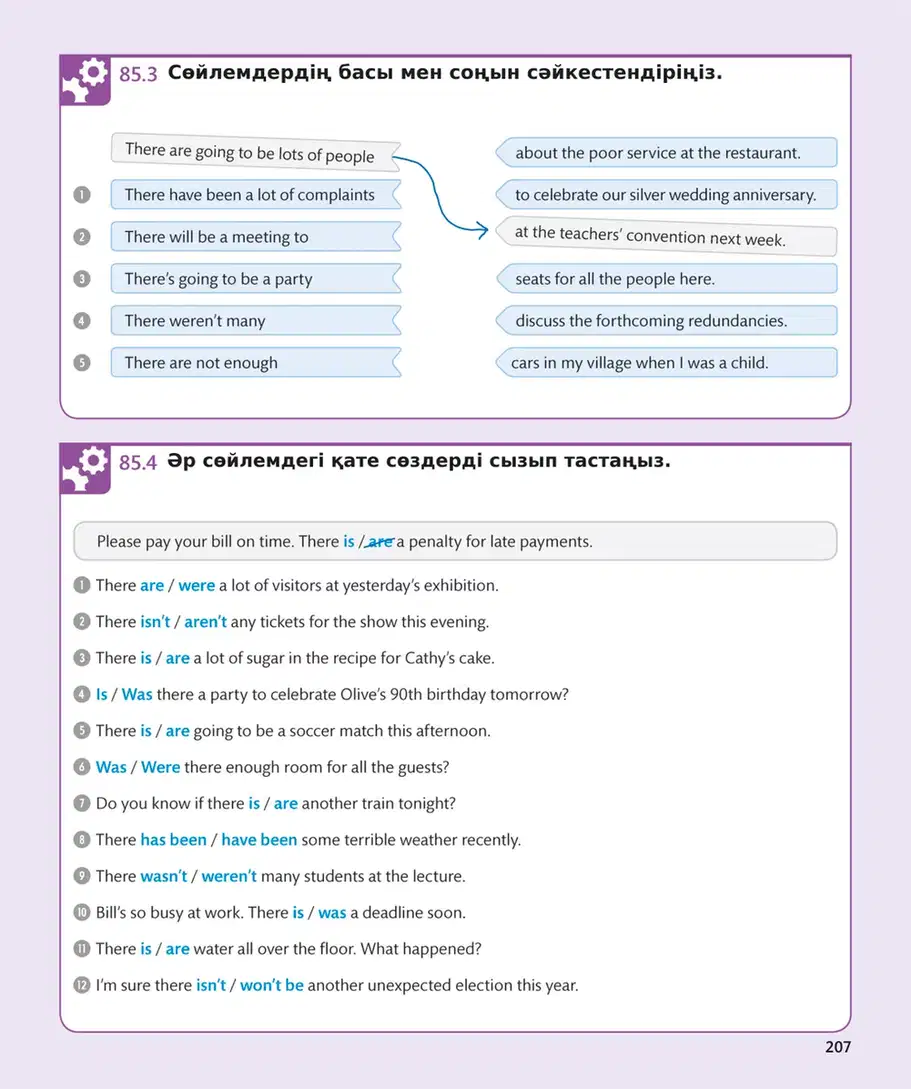 85.3 Сөйлемдердің басы мен соңын сәйкестендіріңіз.
There are going to be lots of people
about the poor service at the restaurant.
1 There have been a lot of complaints
to celebrate our silver wedding anniversary.
2 There will be a meeting to
at the teachers’ convention next week.
3 There’s going to be a party
seats for all the people here.
4 There weren’t many
discuss the forthcoming redundancies.
5 There are not enough
cars in my village when I was a child.
85.4 Әр сөйлемдегі қате сөздерді сызып тастаңыз.
Please pay your bill on time. There is / are a penalty for late payments.
1 There are / were a lot of visitors at yesterday’s exhibition.
2 There isn’t / aren’t any tickets for the show this evening.
3 There is / are a lot of sugar in the recipe for Cathy’s cake.
4 Is / Was there a party to celebrate Olive’s 90th birthday tomorrow?
5 There is / are going to be a soccer match this afternoon.
6 Was / Were there enough room for all the guests?
7 Do you know if there is / are another train tonight?
8 There has been / have been some terrible weather recently.
9 There wasn’t / weren’t many students at the lecture.
10 Bill’s so busy at work. There is / was a deadline soon.
11 There is / are water all over the floor. What happened?
12 I’m sure there isn’t / won’t be another unexpected election this year.
207